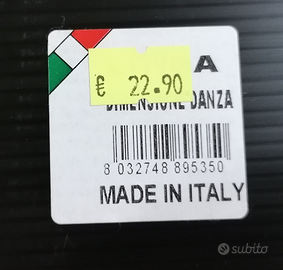 A
€ 22.90
DIMENSIONE DANZA
8 032748 895350
MADE IN ITALY
subito